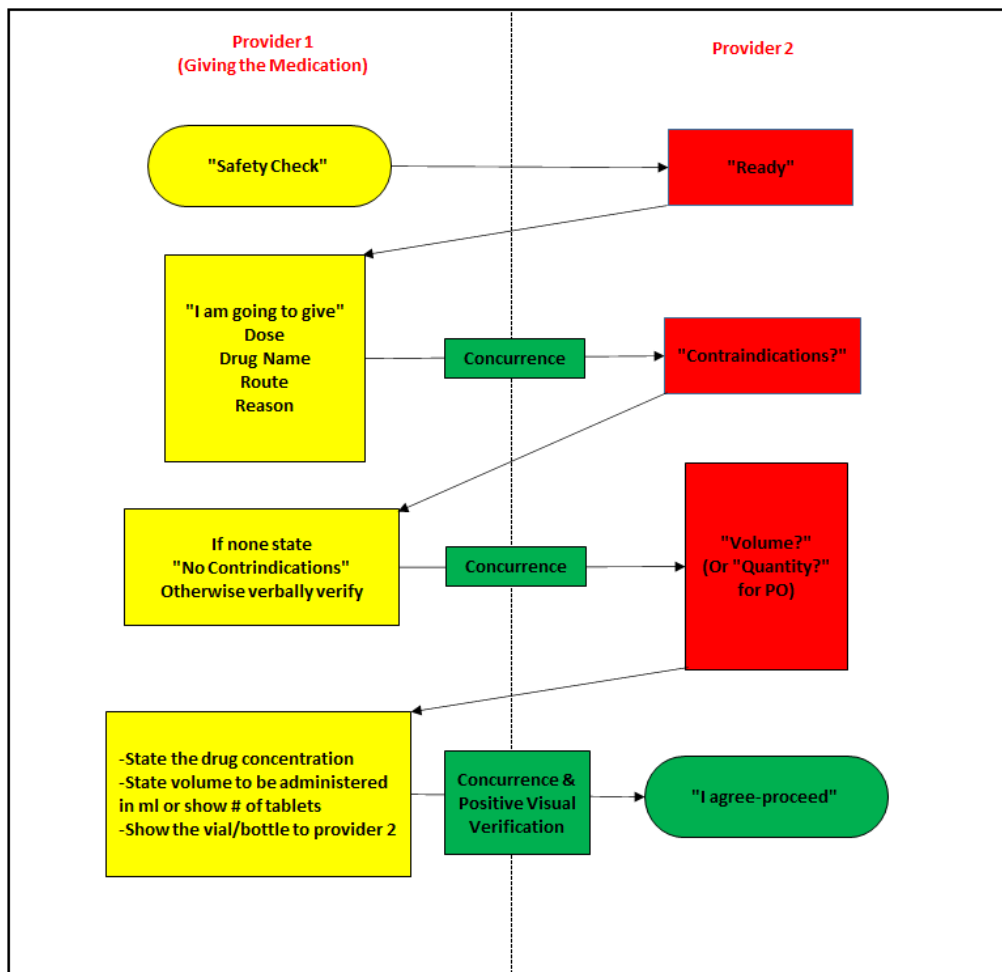 Provider 1
(Giving the Medication)
Provider 2
"Safety Check"
"Ready"
"I am going to give"
Dose
Drug Name
Route
Reason
Concurrence
"Contraindications?"
If none state
"No Contrindications"
Otherwise verbally verify
Concurrence
"Volume?"
(Or "Quantity?"
for PO)
-State the drug concentration
-State volume to be administered
in ml or show # of tablets
-Show the vial/bottle to provider 2
Concurrence &
Positive Visual
Verification
"I agree-proceed"